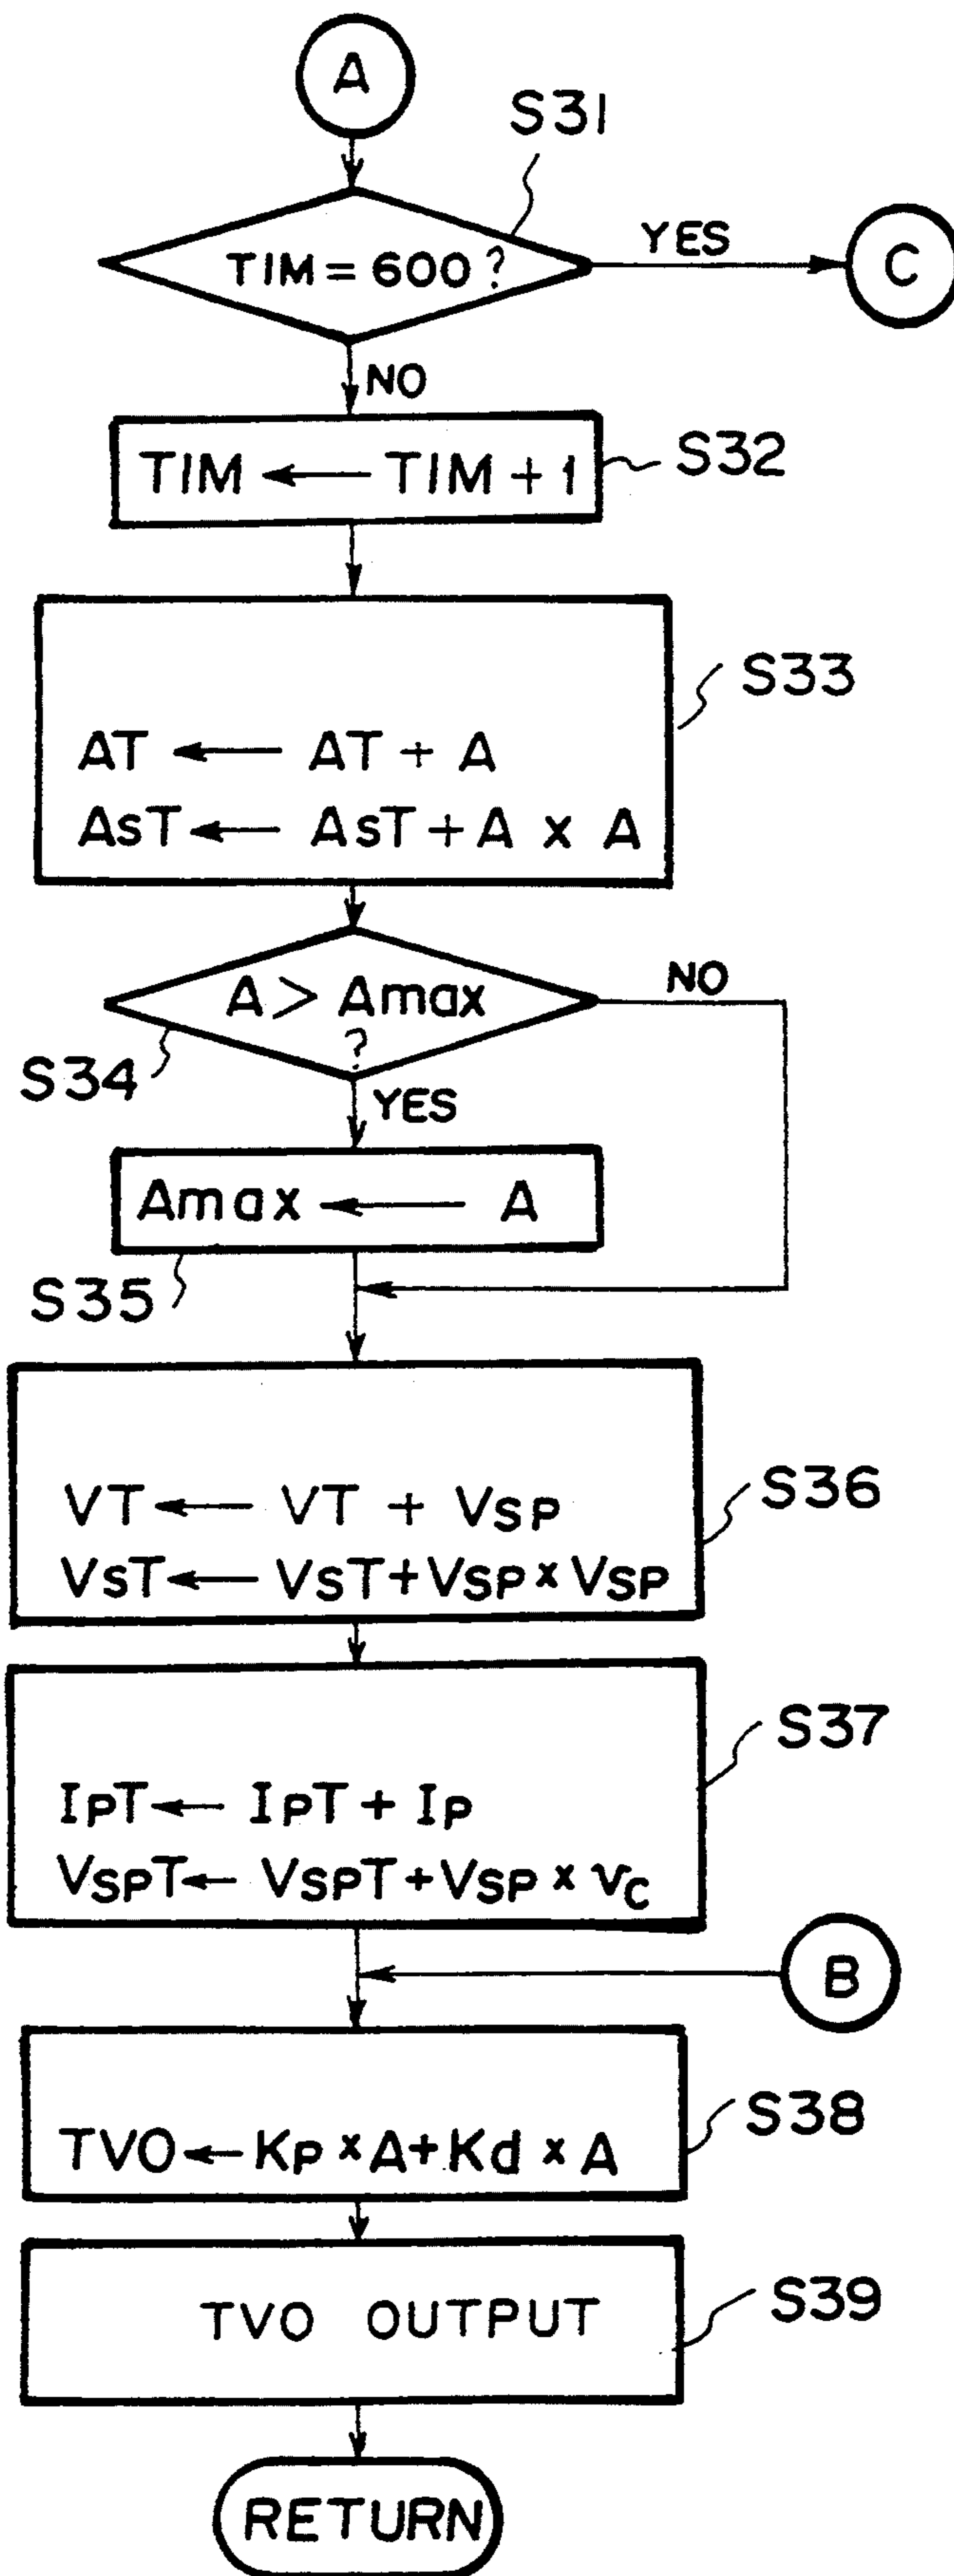 A
S31
TIM = 600 ?
YES
C
NO
TIM ← TIM + 1
S32
S33
AT ← AT + A
AsT ← AsT + A x A
A > Amax
?
NO
S34
YES
Amax ← A
S35
S36
VT ← VT + VSP
VsT ← VsT + VSP x VSP
S37
IPT ← IPT + IP
VSPT ← VSPT + VSP x vC
B
S38
TVO ← KP x A + Kd x A
S39
TVO OUTPUT
RETURN